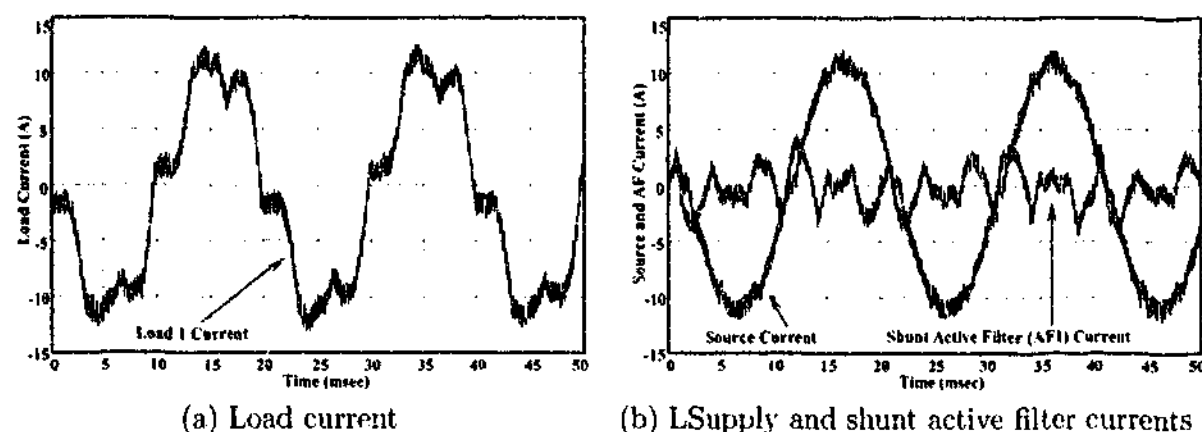 15
10
5
0
-5
-10
-15
Load Current (A)
Load 1 Current
0 5 10 15 20 25 30 35 40 45 50
Time (msec)
(a) Load current
15
10
5
0
-5
-10
-15
Source and AF Current (A)
Source Current
Shunt Active Filter (AF1) Current
0 5 10 15 20 25 30 35 40 45 50
Time (msec)
(b) LSupply and shunt active filter currents